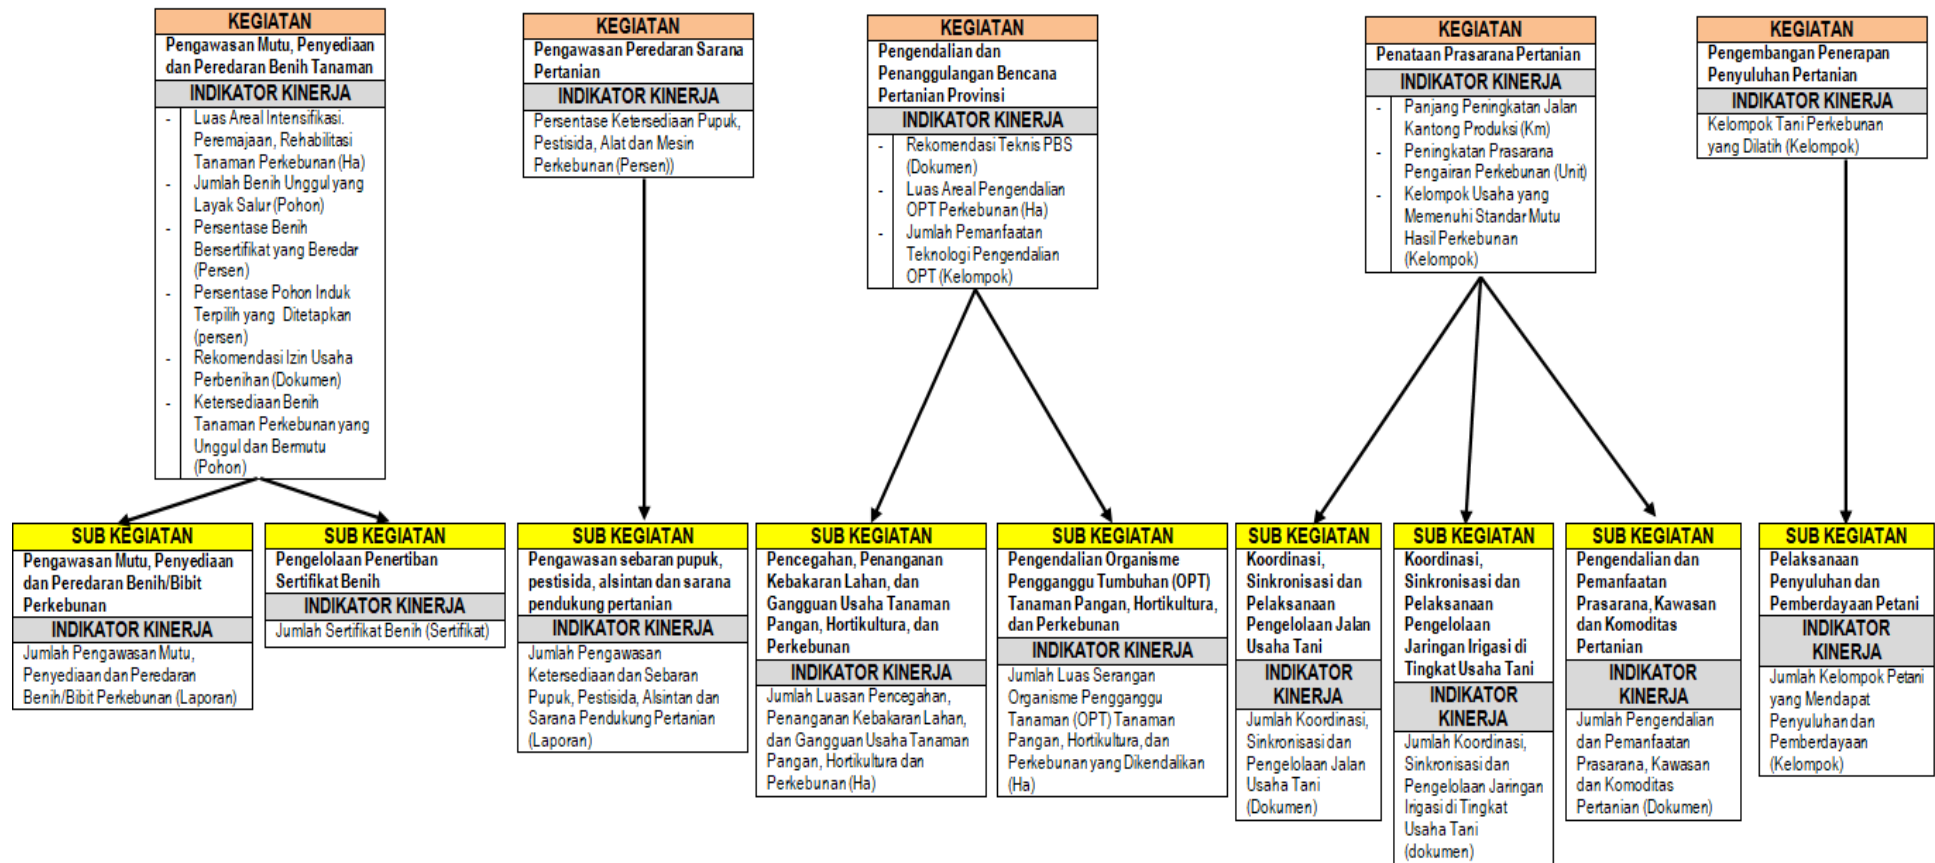 KEGIATAN
Pengawasan Mutu, Penyediaan
dan Peredaran Benih Tanaman
INDIKATOR KINERJA
- Luas Areal Intensifikasi.
Peremajaan, Rehabilitasi
Tanaman Perkebunan (Ha)
- Jumlah Benih Unggul yang
Layak Salur (Pohon)
- Persentase Benih
Bersertifikat yang Beredar
(Persen)
- Persentase Pohon Induk
Terpilih yang Ditetapkan
(persen)
- Rekomendasi Izin Usaha
Perbenihan (Dokumen)
- Ketersediaan Benih
Tanaman Perkebunan yang
Unggul dan Bermutu
(Pohon)
KEGIATAN
Pengawasan Peredaran Sarana
Pertanian
INDIKATOR KINERJA
Persentase Ketersediaan Pupuk,
Pestisida, Alat dan Mesin
Perkebunan (Persen))
KEGIATAN
Pengendalian dan
Penanggulangan Bencana
Pertanian Provinsi
INDIKATOR KINERJA
- Rekomendasi Teknis PBS
(Dokumen)
- Luas Areal Pengendalian
OPT Perkebunan (Ha)
- Jumlah Pemanfaatan
Teknologi Pengendalian
OPT (Kelompok)
KEGIATAN
Penataan Prasarana Pertanian
INDIKATOR KINERJA
- Panjang Peningkatan Jalan
Kantong Produksi (Km)
- Peningkatan Prasarana
Pengairan Perkebunan (Unit)
- Kelompok Usaha yang
Memenuhi Standar Mutu
Hasil Perkebunan
(Kelompok)
KEGIATAN
Pengembangan Penerapan
Penyuluhan Pertanian
INDIKATOR KINERJA
Kelompok Tani Perkebunan
yang Dilatih (Kelompok)
SUB KEGIATAN
Pengawasan Mutu, Penyediaan
dan Peredaran Benih/Bibit
Perkebunan
INDIKATOR KINERJA
Jumlah Pengawasan Mutu,
Penyediaan dan Peredaran
Benih/Bibit Perkebunan (Laporan)
SUB KEGIATAN
Pengelolaan Penertiban
Sertifikat Benih
INDIKATOR KINERJA
Jumlah Sertifikat Benih (Sertifikat)
SUB KEGIATAN
Pengawasan sebaran pupuk,
pestisida, alsintan dan sarana
pendukung pertanian
INDIKATOR KINERJA
Jumlah Pengawasan
Ketersediaan dan Sebaran
Pupuk, Pestisida, Alsintan dan
Sarana Pendukung Pertanian
(Laporan)
SUB KEGIATAN
Pencegahan, Penanganan
Kebakaran Lahan, dan
Gangguan Usaha Tanaman
Pangan, Hortikultura, dan
Perkebunan
INDIKATOR KINERJA
Jumlah Luasan Pencegahan,
Penanganan Kebakaran Lahan,
dan Gangguan Usaha Tanaman
Pangan, Hortikultura dan
Perkebunan (Ha)
SUB KEGIATAN
Pengendalian Organisme
Pengganggu Tumbuhan (OPT)
Tanaman Pangan, Hortikultura,
dan Perkebunan
INDIKATOR KINERJA
Jumlah Luas Serangan
Organisme Pengganggu
Tanaman (OPT) Tanaman
Pangan, Hortikultura, dan
Perkebunan yang Dikendalikan
(Ha)
SUB KEGIATAN
Koordinasi,
Sinkronisasi dan
Pelaksanaan
Pengelolaan Jalan
Usaha Tani
INDIKATOR
KINERJA
Jumlah Koordinasi,
Sinkronisasi dan
Pengelolaan Jalan
Usaha Tani
(Dokumen)
SUB KEGIATAN
Koordinasi,
Sinkronisasi dan
Pelaksanaan
Pengelolaan
Jaringan Irigasi di
Tingkat Usaha Tani
INDIKATOR
KINERJA
Jumlah Koordinasi,
Sinkronisasi dan
Pengelolaan Jaringan
Irigasi di Tingkat
Usaha Tani
(dokumen)
SUB KEGIATAN
Pengendalian dan
Pemanfaatan
Prasarana, Kawasan
dan Komoditas
Pertanian
INDIKATOR
KINERJA
Jumlah Pengendalian
dan Pemanfaatan
Prasarana, Kawasan
dan Komoditas
Pertanian (Dokumen)
SUB KEGIATAN
Pelaksanaan
Penyuluhan dan
Pemberdayaan Petani
INDIKATOR
KINERJA
Jumlah Kelompok Petani
yang Mendapat
Penyuluhan dan
Pemberdayaan
(Kelompok)